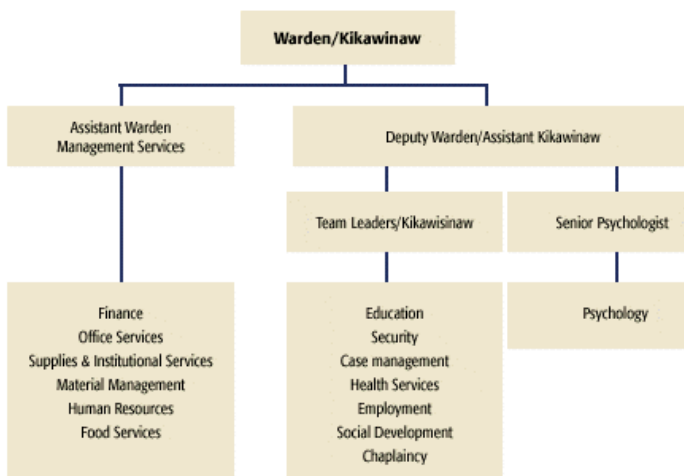 Warden/Kikawinaw
Assistant Warden
Management Services
Deputy Warden/Assistant Kikawinaw
Team Leaders/Kikawisinaw
Senior Psychologist
Finance
Office Services
Supplies & Institutional Services
Material Management
Human Resources
Food Services
Education
Security
Case management
Health Services
Employment
Social Development
Chaplaincy
Psychology